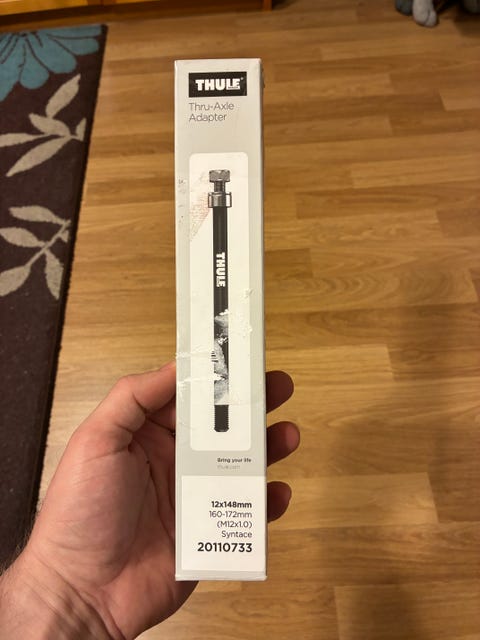 THULE
Thru-Axle
Adapter
THULE
Bring your life
thule.com
12x148mm
160-172mm
(M12x1.0)
Syntace
20110733